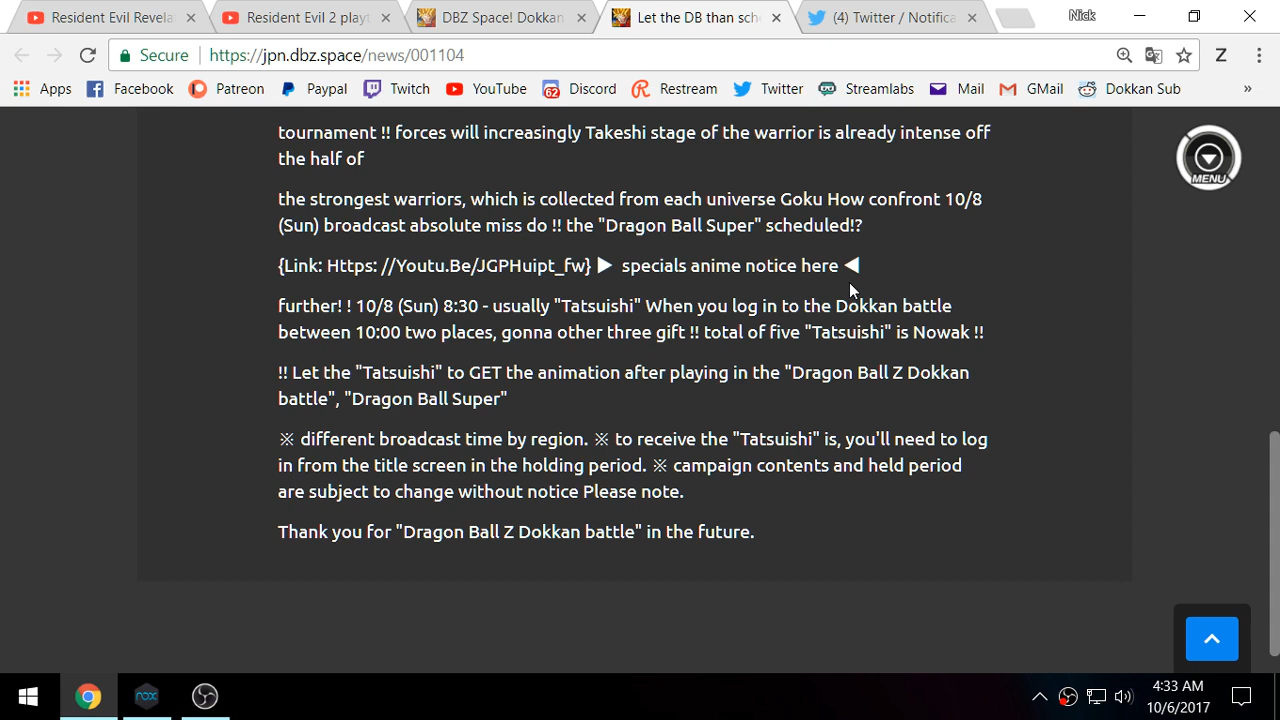 Resident Evil Revela
Resident Evil 2 playt
DBZ Space! Dokkan
Let the DB than sche
(4) Twitter / Notifica
Nick
Secure
https://jpn.dbz.space/news/001104
Apps
Facebook
Patreon
Paypal
Twitch
YouTube
62
Discord
Restream
Twitter
Streamlabs
Mail
GMail
Dokkan Sub
»
Z
MENU
tournament !! forces will increasingly Takeshi stage of the warrior is already intense off
the half of
the strongest warriors, which is collected from each universe Goku How confront 10/8
(Sun) broadcast absolute miss do !! the "Dragon Ball Super" scheduled!?
{Link: Https: //Youtu.Be/JGPHuipt_fw} ▶ specials anime notice here ◀
further! ! 10/8 (Sun) 8:30 - usually "Tatsuishi" When you log in to the Dokkan battle
between 10:00 two places, gonna other three gift !! total of five "Tatsuishi" is Nowak !!
!! Let the "Tatsuishi" to GET the animation after playing in the "Dragon Ball Z Dokkan
battle", "Dragon Ball Super"
※ different broadcast time by region. ※ to receive the "Tatsuishi" is, you'll need to log
in from the title screen in the holding period. ※ campaign contents and held period
are subject to change without notice Please note.
Thank you for "Dragon Ball Z Dokkan battle" in the future.
nox
4:33 AM
10/6/2017